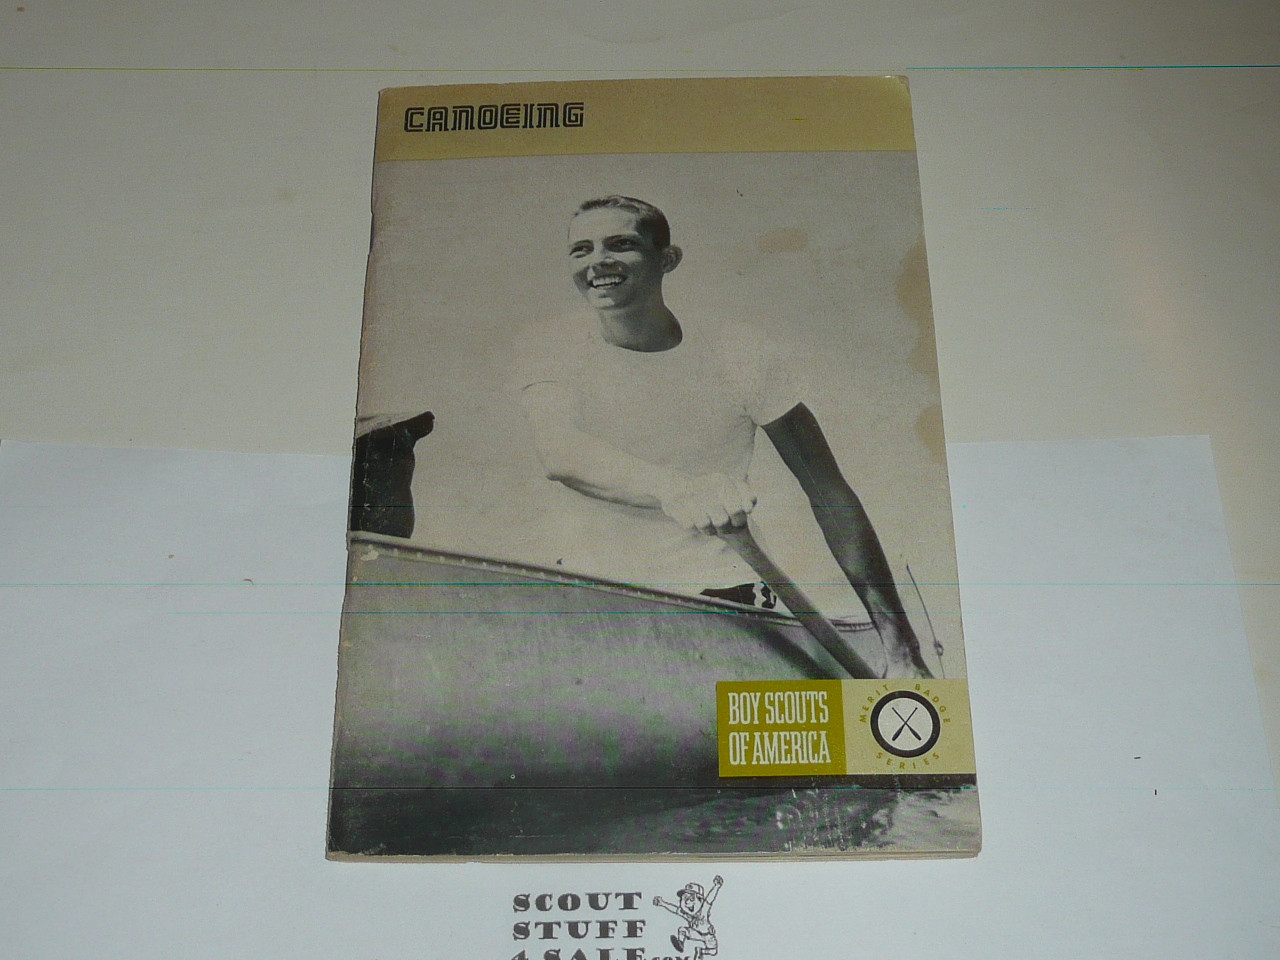 CANOEING
BOY SCOUTS
OF AMERICA
MERIT BADGE
SERIES
SCOUT
STUFF
4 SALE.COM